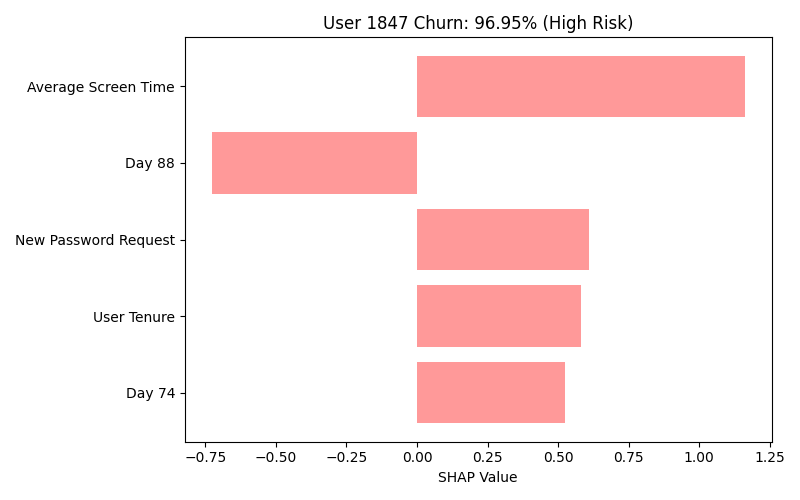 User 1847 Churn: 96.95% (High Risk)
Average Screen Time
Day 88
New Password Request
User Tenure
Day 74
−0.75 −0.50 −0.25 0.00 0.25 0.50 0.75 1.00 1.25
SHAP Value